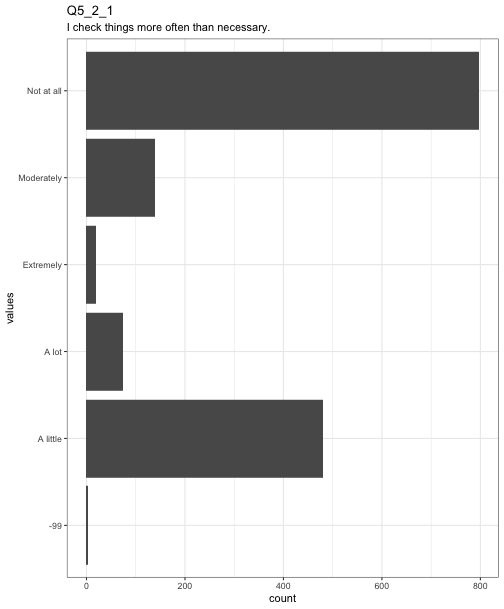 Q5_2_1
I check things more often than necessary.
Not at all
Moderately
Extremely
A lot
A little
-99
values
0 200 400 600 800
count